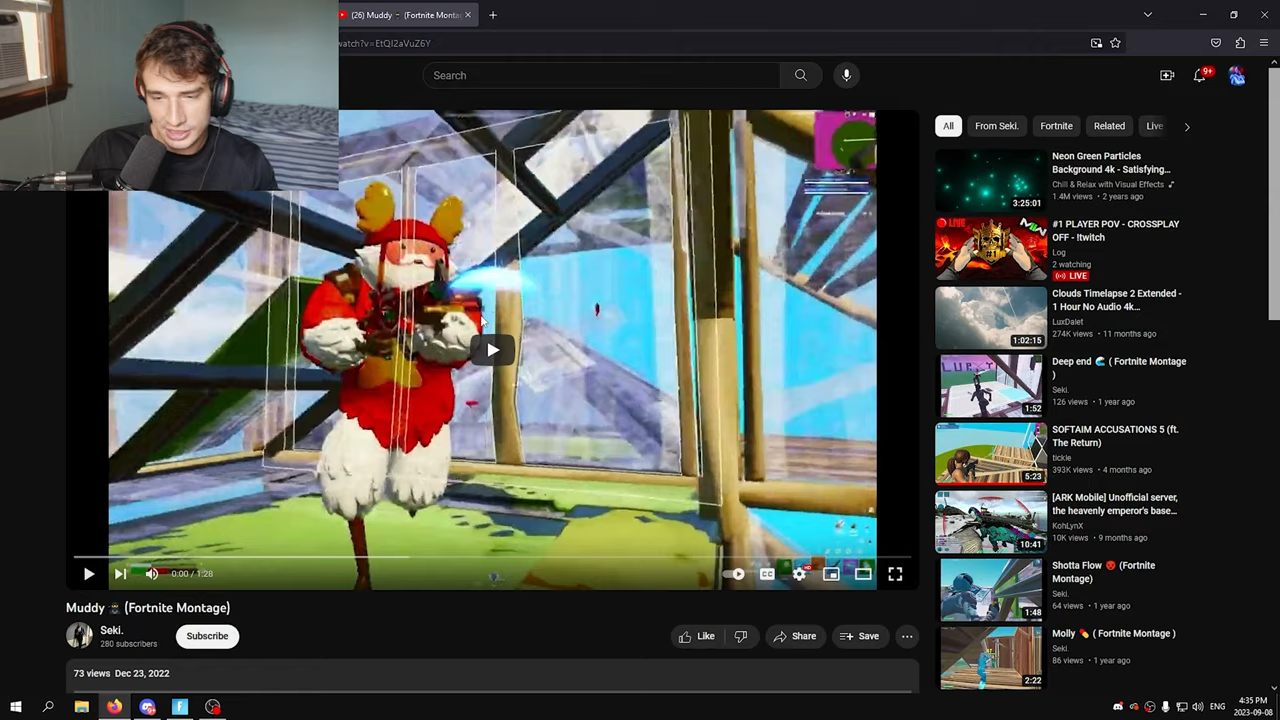 (26) Muddy (Fortnite Monta
watch?v=EtQI2aVuZ6Y
Search
9+
All
From Seki.
Fortnite
Related
Live
Neon Green Particles
Background 4k - Satisfying...
Chill & Relax with Visual Effects
1.4M views • 2 years ago
3:25:01
LIVE
#1 PLAYER POV - CROSSPLAY
OFF - !twitch
Log
2 watching
LIVE
Clouds Timelapse 2 Extended -
1 Hour No Audio 4k...
LuxDalet
274K views • 11 months ago
1:02:15
Deep end 🌊 ( Fortnite Montage
)
Seki.
126 views • 1 year ago
1:52
SOFTAIM ACCUSATIONS 5 (ft.
The Return)
tickle
393K views • 4 months ago
5:23
[ARK Mobile] Unofficial server,
the heavenly emperor's base...
KohLynX
10K views • 9 months ago
10:41
Shotta Flow (Fortnite
Montage)
Seki.
64 views • 1 year ago
1:48
Molly 💊 ( Fortnite Montage )
Seki.
86 views • 1 year ago
2:22
0:00 / 1:28
CC
HD
Muddy (Fortnite Montage)
Seki.
280 subscribers
Subscribe
Like
Share
Save
73 views Dec 23, 2022
ENG
4:35 PM
2023-09-08